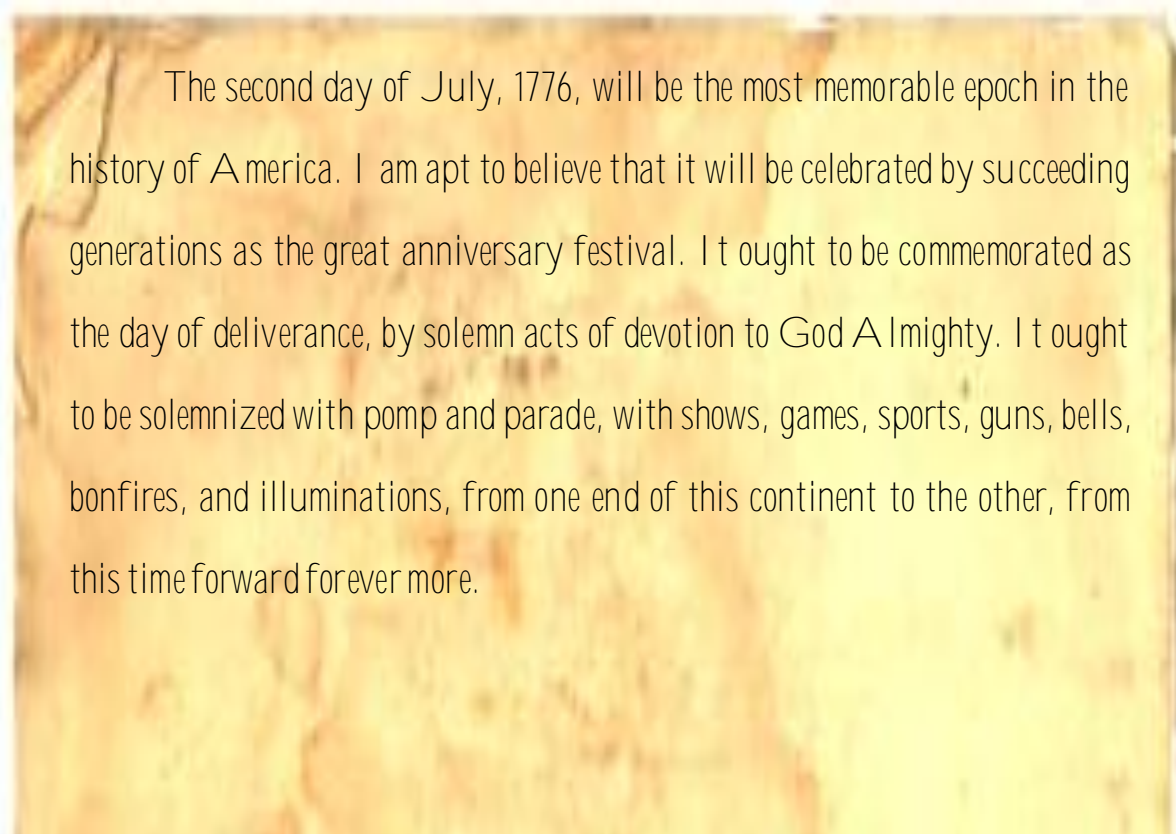 The second day of July, 1776, will be the most memorable epoch in the
history of America. I am apt to believe that it will be celebrated by succeeding
generations as the great anniversary festival. It ought to be commemorated as
the day of deliverance, by solemn acts of devotion to God Almighty. It ought
to be solemnized with pomp and parade, with shows, games, sports, guns, bells,
bonfires, and illuminations, from one end of this continent to the other, from
this time forward forever more.